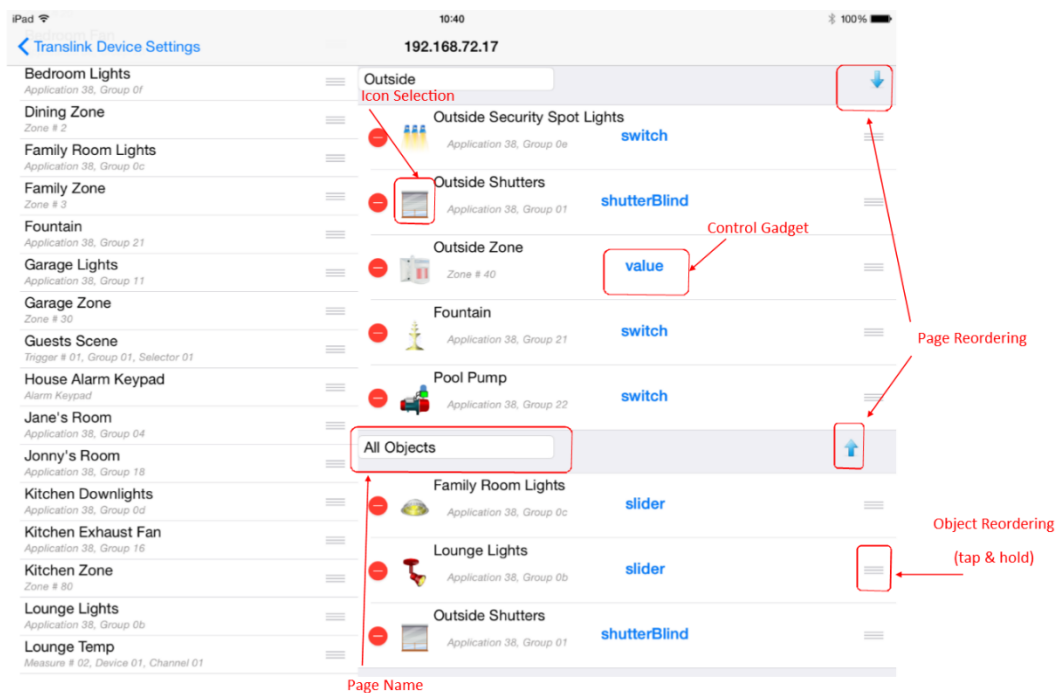 iPad
10:40
100%
Translink Device Settings
192.168.72.17
Bedroom Fan
Bedroom Lights
Application 38, Group 0f
Dining Zone
Zone # 2
Family Room Lights
Application 38, Group 0c
Family Zone
Zone # 3
Fountain
Application 38, Group 21
Garage Lights
Application 38, Group 11
Garage Zone
Zone # 30
Guests Scene
Trigger # 01, Group 01, Selector 01
House Alarm Keypad
Alarm Keypad
Jane's Room
Application 38, Group 04
Jonny's Room
Application 38, Group 18
Kitchen Downlights
Application 38, Group 0d
Kitchen Exhaust Fan
Application 38, Group 16
Kitchen Zone
Zone # 80
Lounge Lights
Application 38, Group 0b
Lounge Temp
Measure # 02, Device 01, Channel 01
Outside
Icon Selection
Outside Security Spot Lights
Application 38, Group 0e
switch
Outside Shutters
Application 38, Group 01
shutterBlind
Control Gadget
Outside Zone
Zone # 40
value
Fountain
Application 38, Group 21
switch
Page Reordering
Pool Pump
Application 38, Group 22
switch
All Objects
Family Room Lights
Application 38, Group 0c
slider
Object Reordering
(tap & hold)
Lounge Lights
Application 38, Group 0b
slider
Outside Shutters
Application 38, Group 01
shutterBlind
Page Name